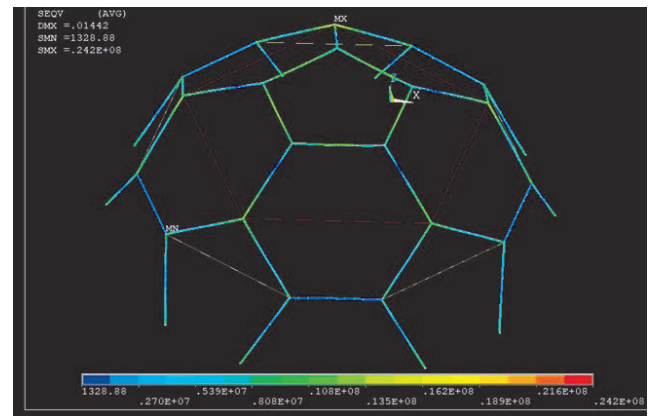 SEQV (AVG)
DMX =.01442
SMN =1328.88
SMX =.242E+08
MX
Z
X
MN
1328.88 .539E+07 .108E+08 .162E+08 .216E+08
.270E+07 .807E+07 .135E+08 .189E+08 .242E+08